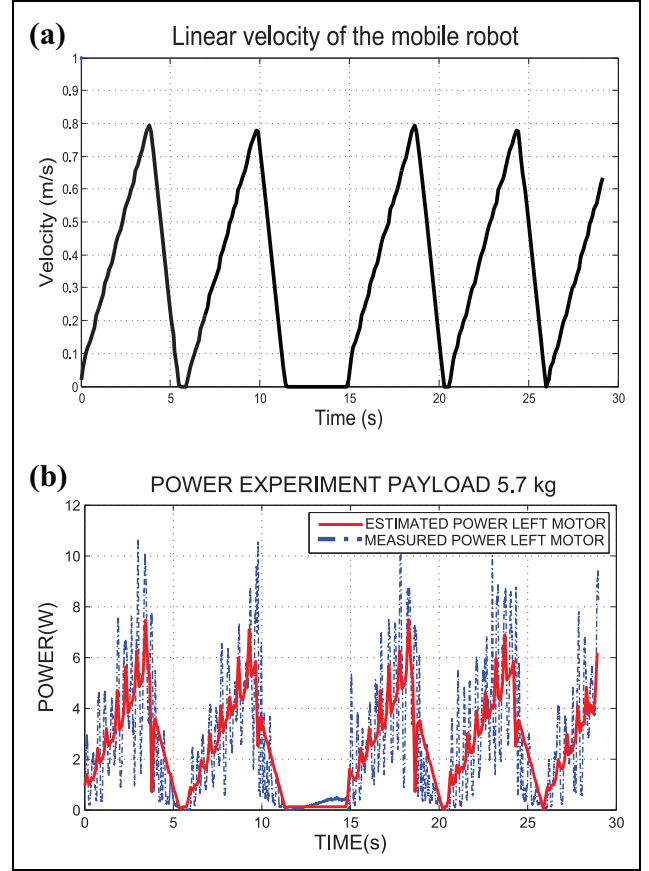 (a)
Linear velocity of the mobile robot
Velocity (m/s)
1
0.9
0.8
0.7
0.6
0.5
0.4
0.3
0.2
0.1
0
0 5 10 15 20 25 30
Time (s)
(b)
POWER EXPERIMENT PAYLOAD 5.7 kg
ESTIMATED POWER LEFT MOTOR
MEASURED POWER LEFT MOTOR
POWER(W)
12
10
8
6
4
2
0
0 5 10 15 20 25 30
TIME(s)